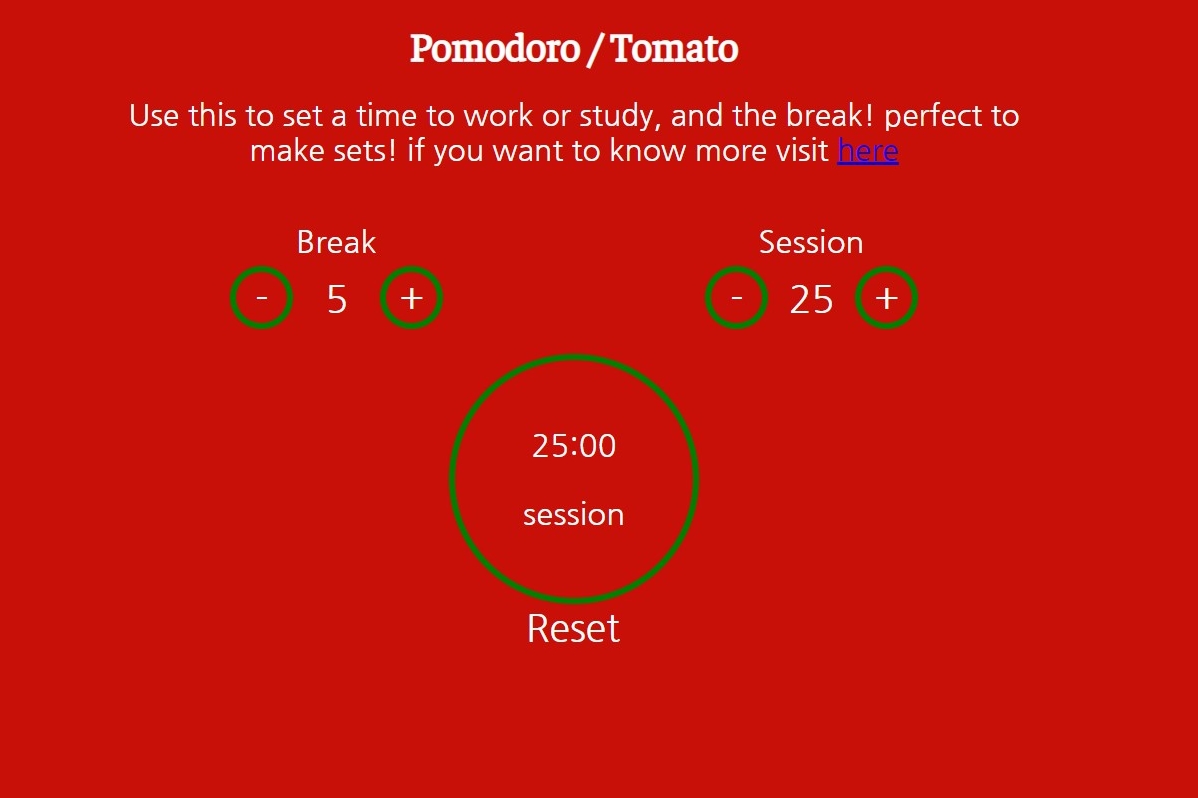 Pomodoro / Tomato
Use this to set a time to work or study, and the break! perfect to
make sets! if you want to know more visit here
Break
- 5 +
Session
- 25 +
25:00
session
Reset